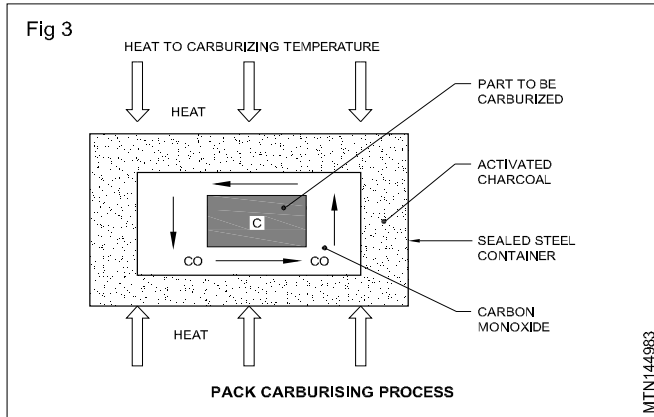 Fig 3
HEAT TO CARBURIZING TEMPERATURE
HEAT
PART TO BE
CARBURIZED
ACTIVATED
CHARCOAL
C
SEALED STEEL
CONTAINER
CO
CO
CARBON
MONOXIDE
HEAT
PACK CARBURISING PROCESS
MTN144983